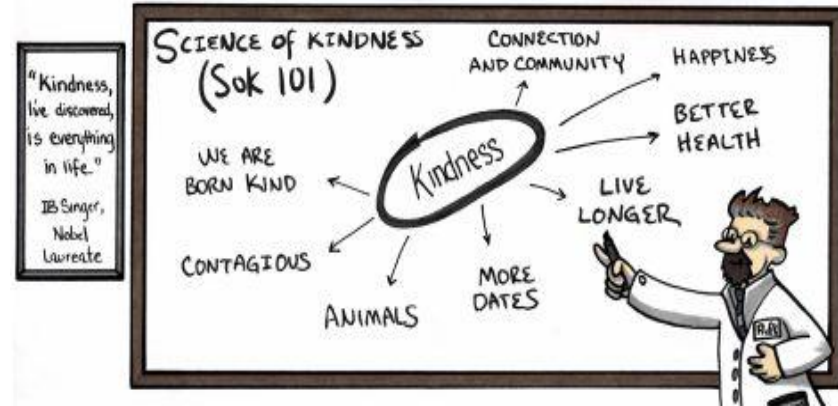 "Kindness,
I've discovered,
is everything
in life."
IB Singer,
Nobel
Laureate
SCIENCE of KINDNESS
(SoK 101)
CONNECTION
AND COMMUNITY
HAPPINESS
BETTER
HEALTH
LIVE
LONGER
MORE
DATES
ANIMALS
CONTAGIOUS
WE ARE
BORN KIND
Kindness